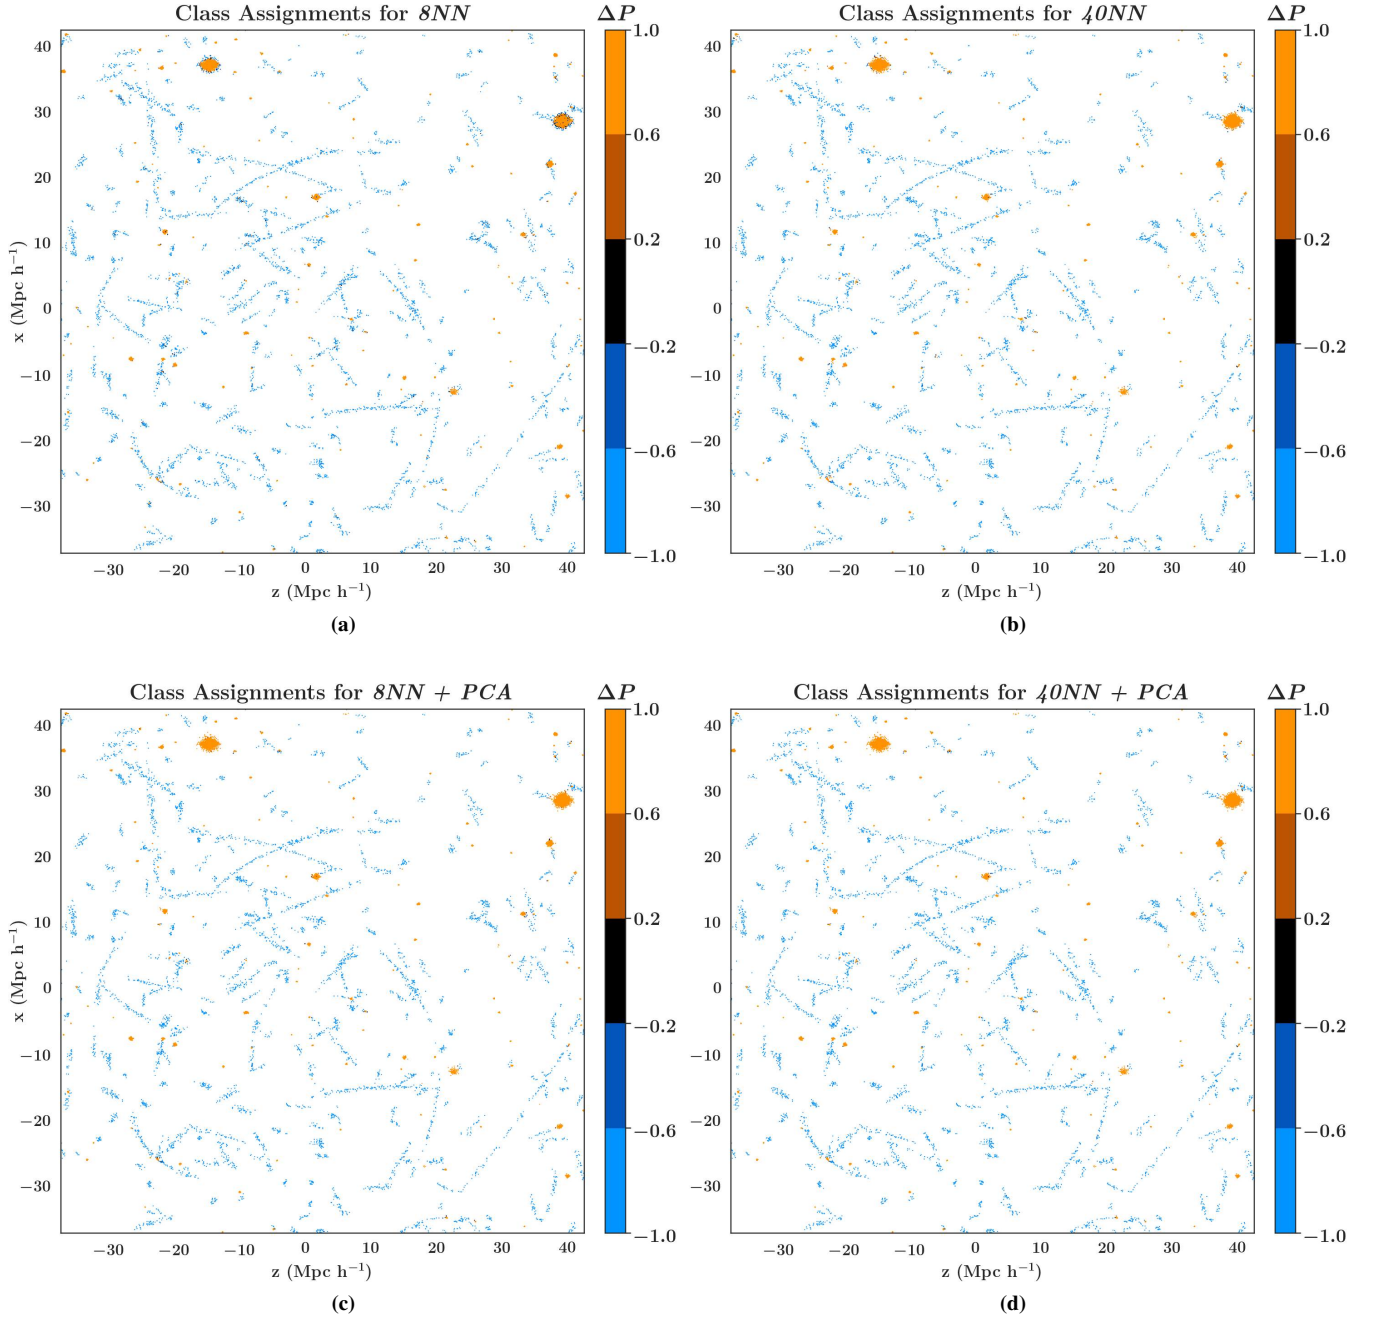 Class Assignments for 8NN
ΔP
1.0
0.6
0.2
−0.2
−0.6
−1.0
40
30
20
10
0
−10
−20
−30
x (Mpc h⁻¹)
−30 −20 −10 0 10 20 30 40
z (Mpc h⁻¹)
(a)
Class Assignments for 40NN
ΔP
1.0
0.6
0.2
−0.2
−0.6
−1.0
40
30
20
10
0
−10
−20
−30
−30 −20 −10 0 10 20 30 40
z (Mpc h⁻¹)
(b)
Class Assignments for 8NN + PCA
ΔP
1.0
0.6
0.2
−0.2
−0.6
−1.0
40
30
20
10
0
−10
−20
−30
x (Mpc h⁻¹)
−30 −20 −10 0 10 20 30 40
z (Mpc h⁻¹)
(c)
Class Assignments for 40NN + PCA
ΔP
1.0
0.6
0.2
−0.2
−0.6
−1.0
40
30
20
10
0
−10
−20
−30
−30 −20 −10 0 10 20 30 40
z (Mpc h⁻¹)
(d)